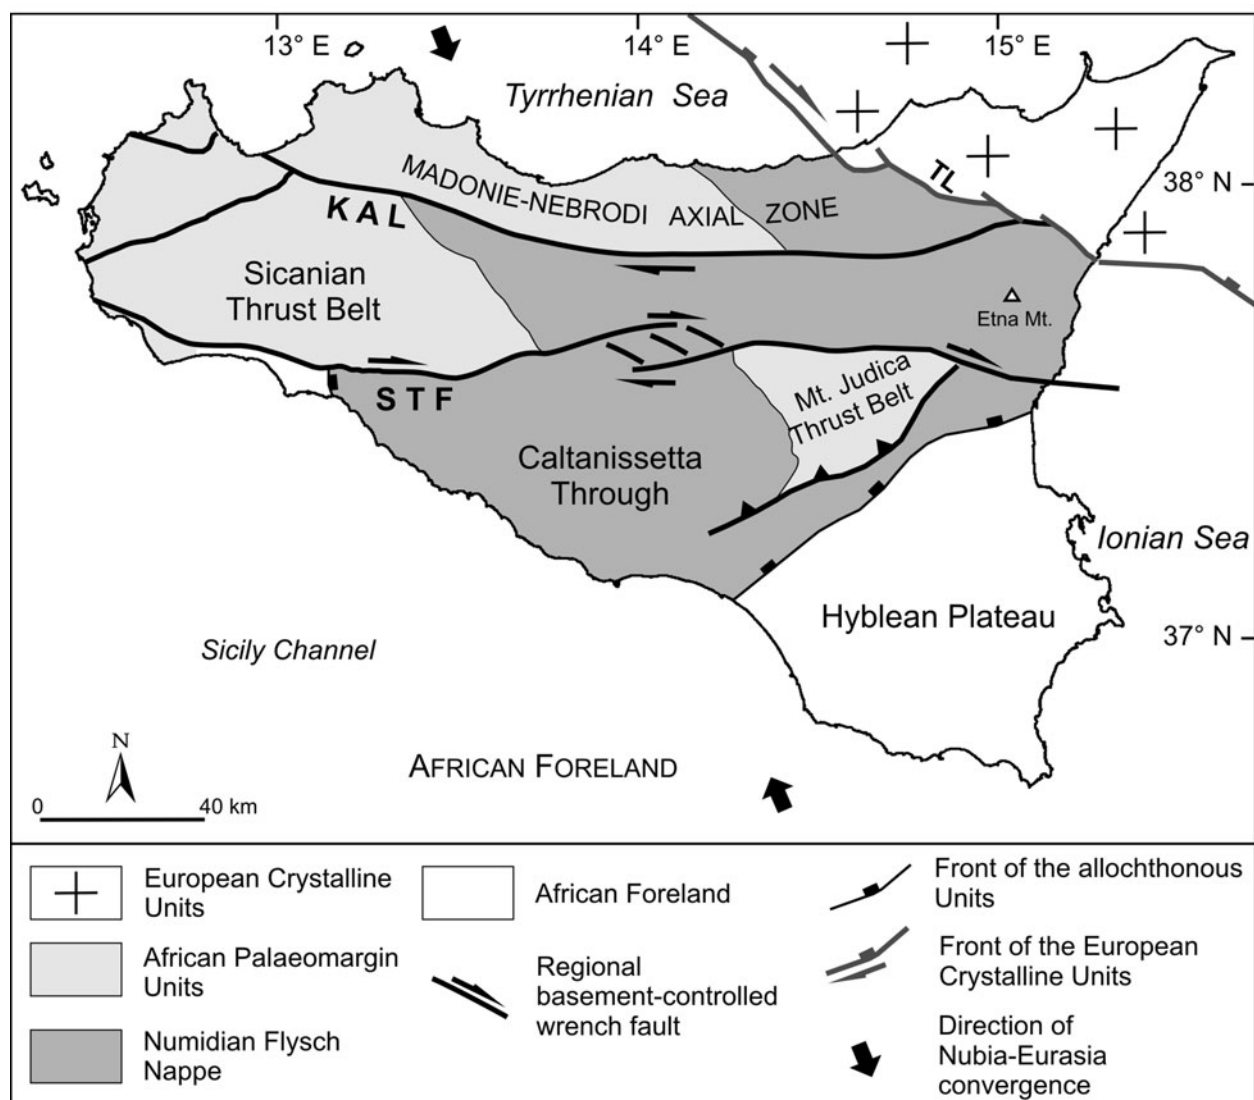 13° E
14° E
15° E
Tyrrhenian Sea
38° N
TL
MADONIE-NEBRODI AXIAL ZONE
KAL
Sicanian
Thrust Belt
Etna Mt.
STF
Mt. Judica
Thrust Belt
Caltanissetta
Through
Ionian Sea
Hyblean Plateau
37° N
Sicily Channel
AFRICAN FORELAND
N
0 40 km
European Crystalline
Units
African Palaeomargin
Units
Numidian Flysch
Nappe
African Foreland
Regional
basement-controlled
wrench fault
Front of the allochthonous
Units
Front of the European
Crystalline Units
Direction of
Nubia-Eurasia
convergence